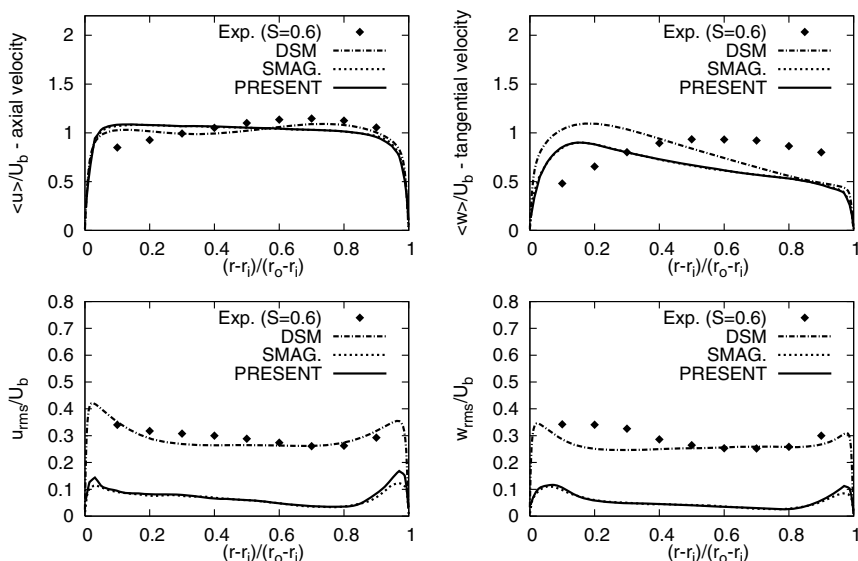 <u>/U_b - axial velocity
2
1.5
1
0.5
0
Exp. (S=0.6)
DSM
SMAG.
PRESENT
0 0.2 0.4 0.6 0.8 1
(r-r_i)/(r_o-r_i)
<w>/U_b - tangential velocity
2
1.5
1
0.5
0
Exp. (S=0.6)
DSM
SMAG.
PRESENT
0 0.2 0.4 0.6 0.8 1
(r-r_i)/(r_o-r_i)
u_rms/U_b
0.8
0.7
0.6
0.5
0.4
0.3
0.2
0.1
0
Exp. (S=0.6)
DSM
SMAG.
PRESENT
0 0.2 0.4 0.6 0.8 1
(r-r_i)/(r_o-r_i)
w_rms/U_b
0.8
0.7
0.6
0.5
0.4
0.3
0.2
0.1
0
Exp. (S=0.6)
DSM
SMAG.
PRESENT
0 0.2 0.4 0.6 0.8 1
(r-r_i)/(r_o-r_i)